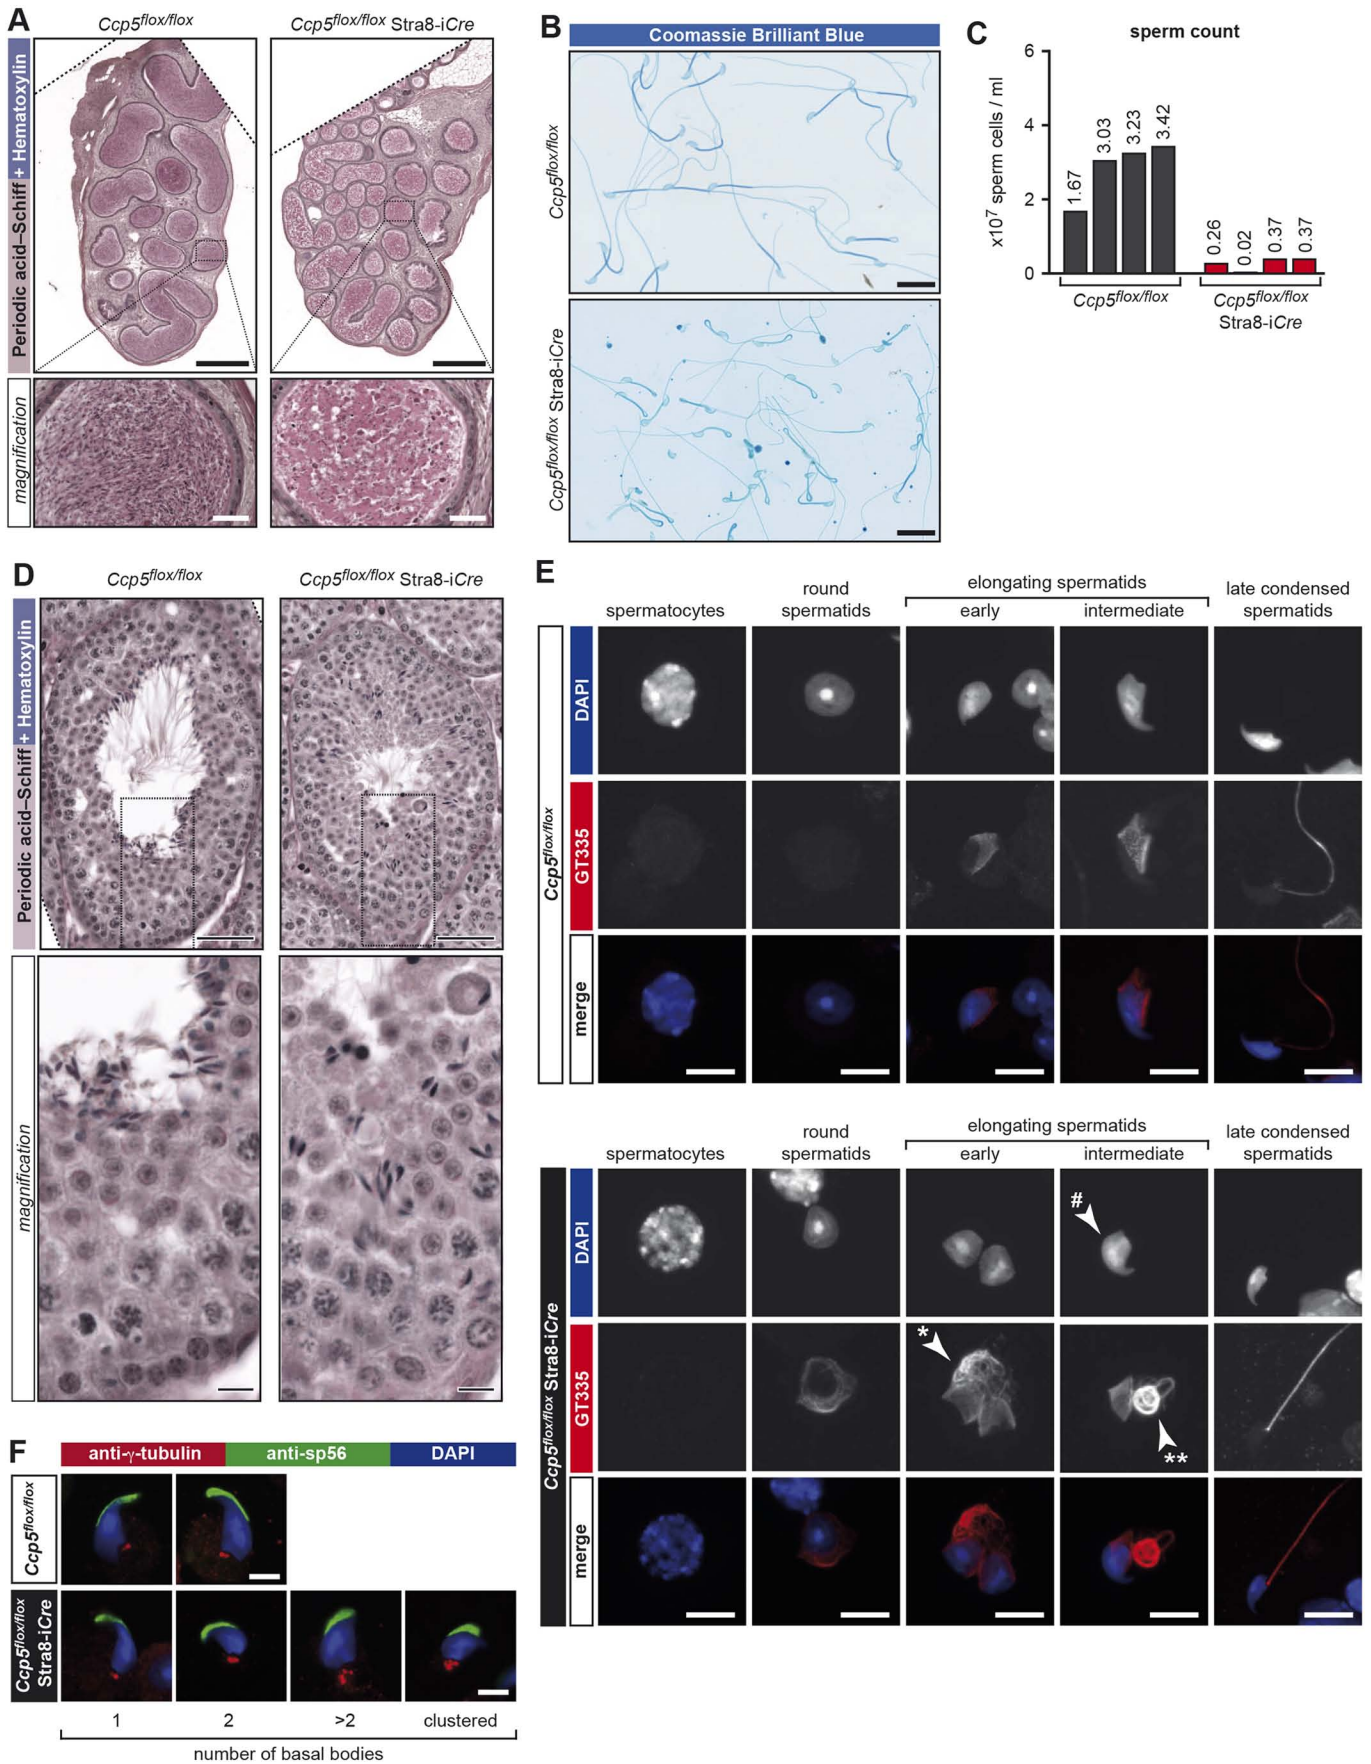 A
Ccp5flox/flox
Ccp5flox/flox Stra8-iCre
Periodic acid–Schiff + Hematoxylin
magnification
B
Coomassie Brilliant Blue
Ccp5flox/flox
Ccp5flox/flox Stra8-iCre
C
sperm count
x10⁷ sperm cells / ml
6
4
2
0
1.67
3.03
3.23
3.42
0.26
0.02
0.37
0.37
Ccp5flox/flox
Ccp5flox/flox
Stra8-iCre
D
Ccp5flox/flox
Ccp5flox/flox Stra8-iCre
Periodic acid–Schiff + Hematoxylin
magnification
E
spermatocytes
round
spermatids
elongating spermatids
early
intermediate
late condensed
spermatids
Ccp5flox/flox
DAPI
GT335
merge
spermatocytes
round
spermatids
elongating spermatids
early
intermediate
late condensed
spermatids
Ccp5flox/flox Stra8-iCre
DAPI
#
GT335
*
**
merge
F
anti-γ-tubulin
anti-sp56
DAPI
Ccp5flox/flox
Ccp5flox/flox
Stra8-iCre
1
2
>2
clustered
number of basal bodies